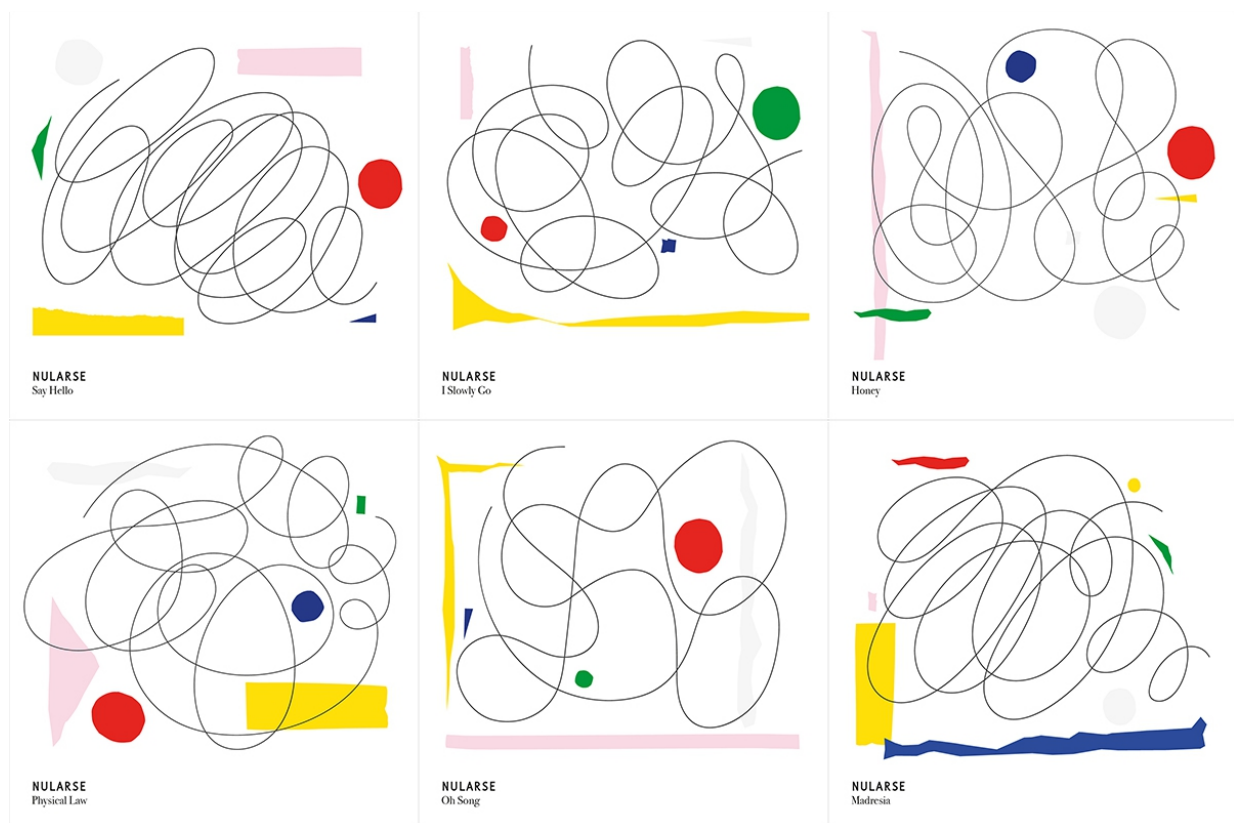 NULARSE
Say Hello
NULARSE
I Slowly Go
NULARSE
Honey
NULARSE
Physical Law
NULARSE
Oh Song
NULARSE
Madresia